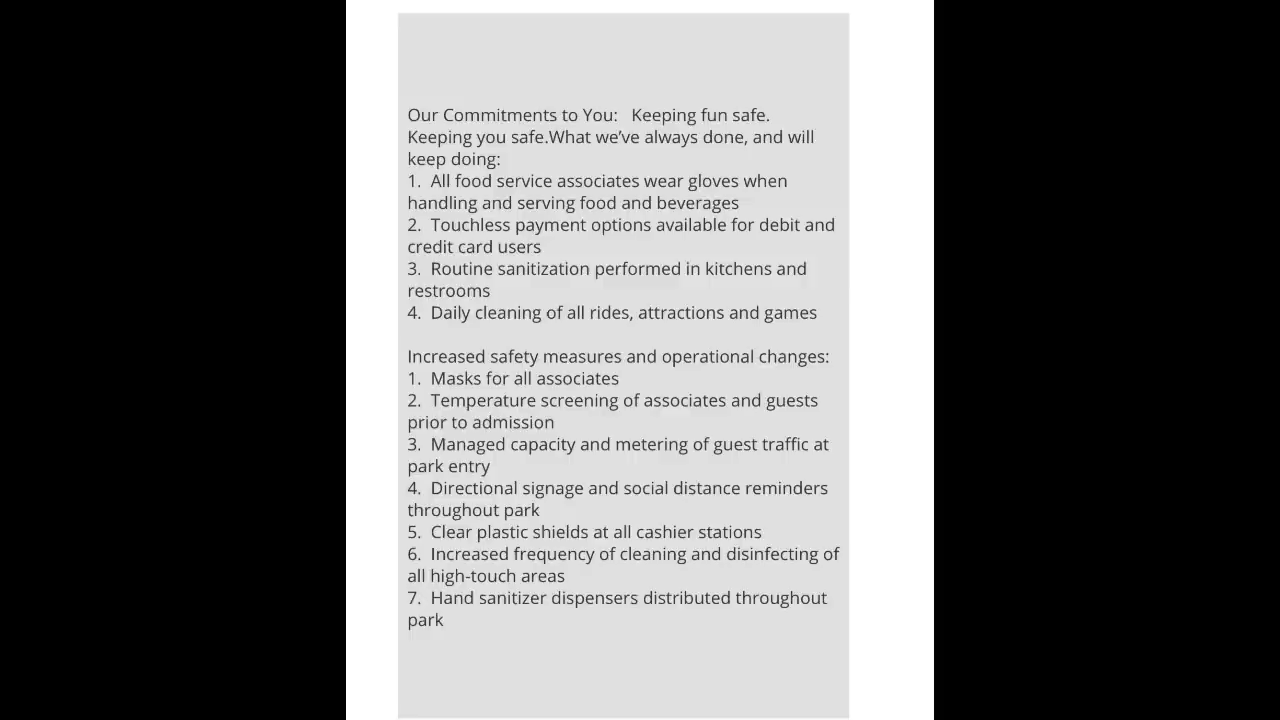 Our Commitments to You:   Keeping fun safe.
Keeping you safe.What we’ve always done, and will
keep doing:
1.  All food service associates wear gloves when
handling and serving food and beverages
2.  Touchless payment options available for debit and
credit card users
3.  Routine sanitization performed in kitchens and
restrooms
4.  Daily cleaning of all rides, attractions and games
Increased safety measures and operational changes:
1.  Masks for all associates
2.  Temperature screening of associates and guests
prior to admission
3.  Managed capacity and metering of guest traffic at
park entry
4.  Directional signage and social distance reminders
throughout park
5.  Clear plastic shields at all cashier stations
6.  Increased frequency of cleaning and disinfecting of
all high-touch areas
7.  Hand sanitizer dispensers distributed throughout
park